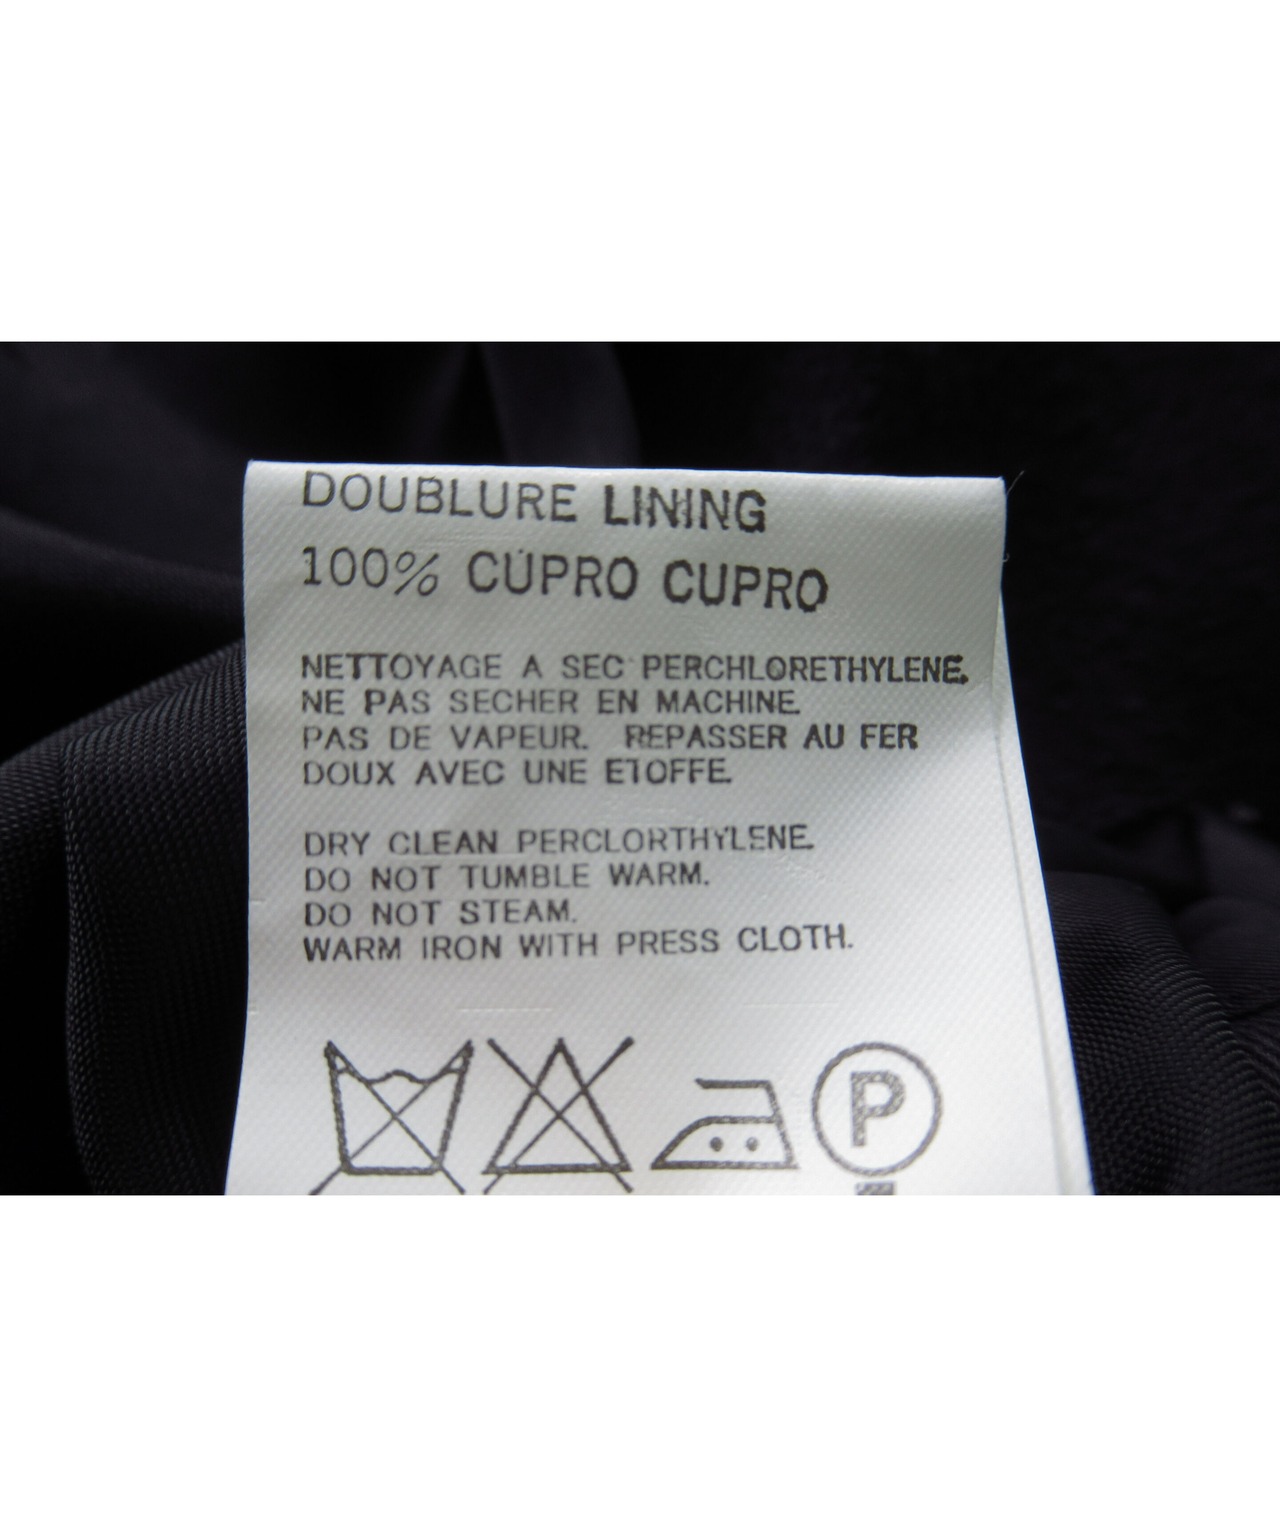 DOUBLURE LINING
100% CUPRO CUPRO
NETTOYAGE A SEC PERCHLORETHYLENE.
NE PAS SECHER EN MACHINE.
PAS DE VAPEUR. REPASSER AU FER
DOUX AVEC UNE ETOFFE.
DRY CLEAN PERCLORTHYLENE.
DO NOT TUMBLE WARM.
DO NOT STEAM.
WARM IRON WITH PRESS CLOTH.
P